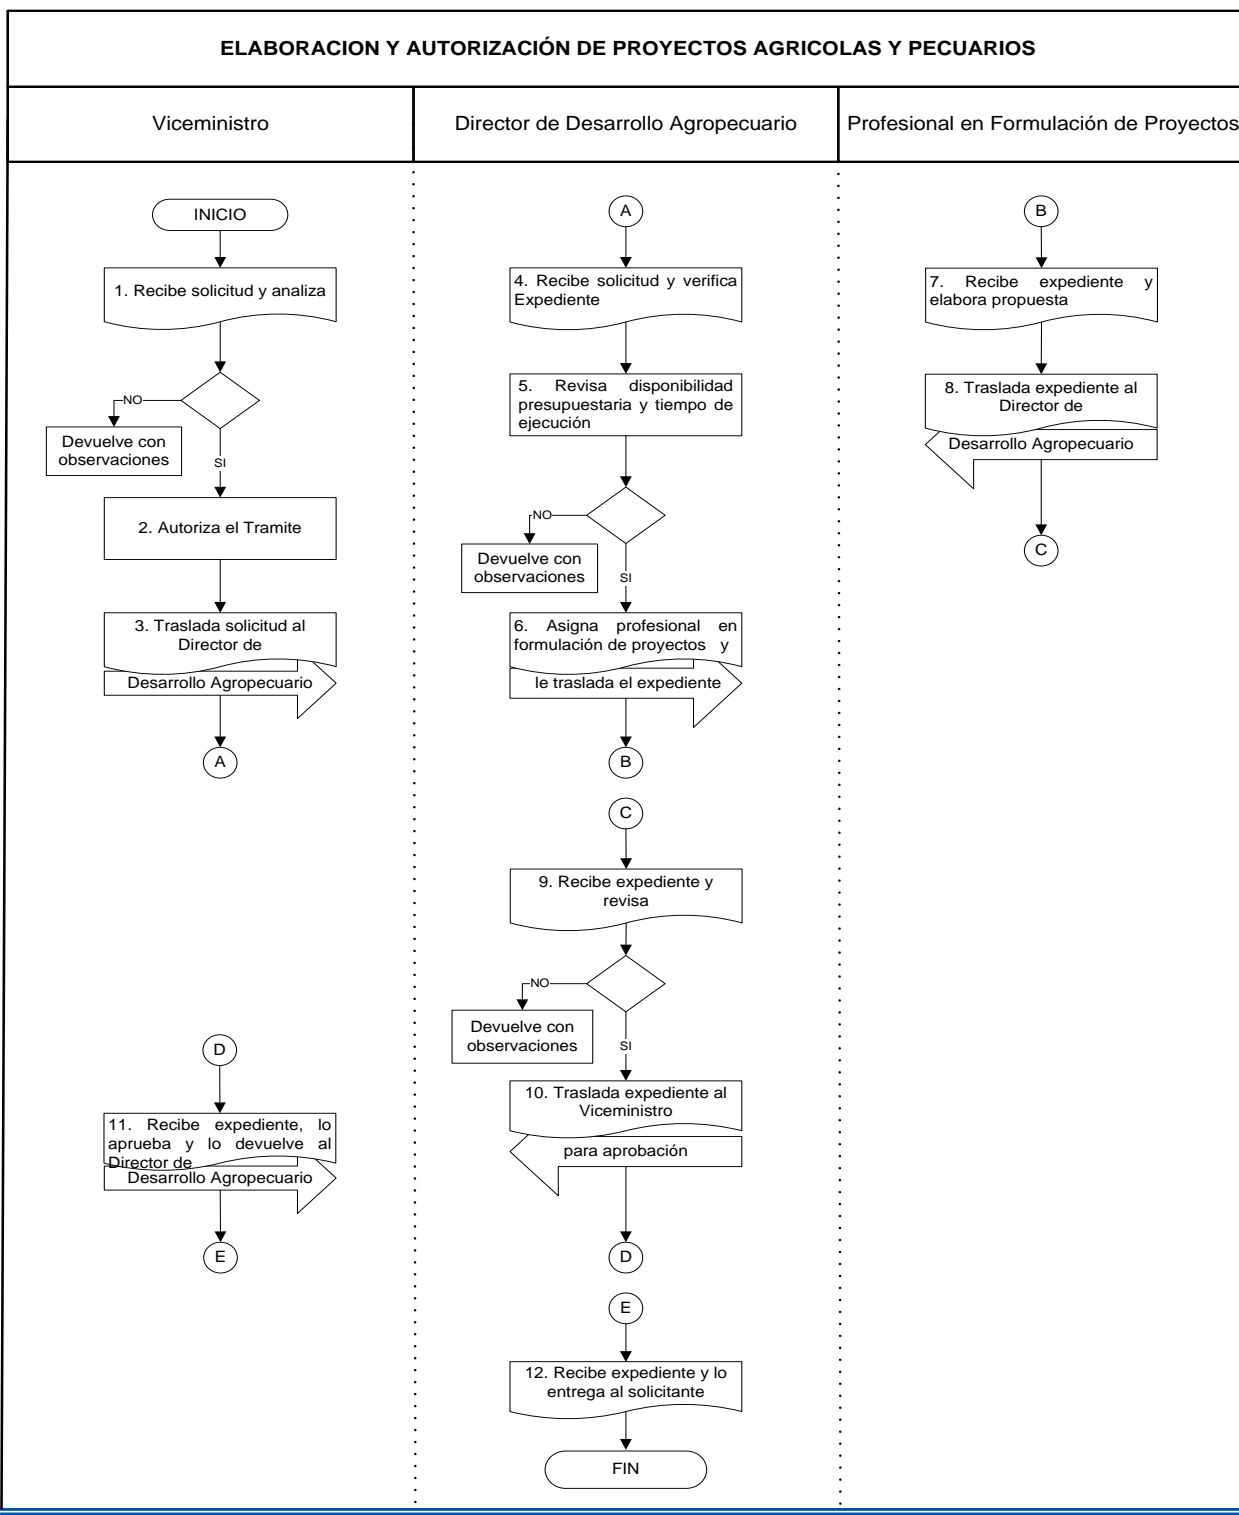 ELABORACION Y AUTORIZACIÓN DE PROYECTOS AGRICOLAS Y PECUARIOS
Viceministro
Director de Desarrollo Agropecuario
Profesional en Formulación de Proyectos
INICIO
1. Recibe solicitud y analiza
NO
Devuelve con
observaciones
SI
2. Autoriza el Tramite
3. Traslada solicitud al
Director de
Desarrollo Agropecuario
A
D
11. Recibe expediente, lo
aprueba y lo devuelve al
Director de
Desarrollo Agropecuario
E
A
4. Recibe solicitud y verifica
Expediente
5. Revisa disponibilidad
presupuestaria y tiempo de
ejecución
NO
Devuelve con
observaciones
SI
6. Asigna profesional en
formulación de proyectos y
le traslada el expediente
B
C
9. Recibe expediente y
revisa
NO
Devuelve con
observaciones
SI
10. Traslada expediente al
Viceministro
para aprobación
D
E
12. Recibe expediente y lo
entrega al solicitante
FIN
B
7. Recibe expediente y
elabora propuesta
8. Traslada expediente al
Director de
Desarrollo Agropecuario
C